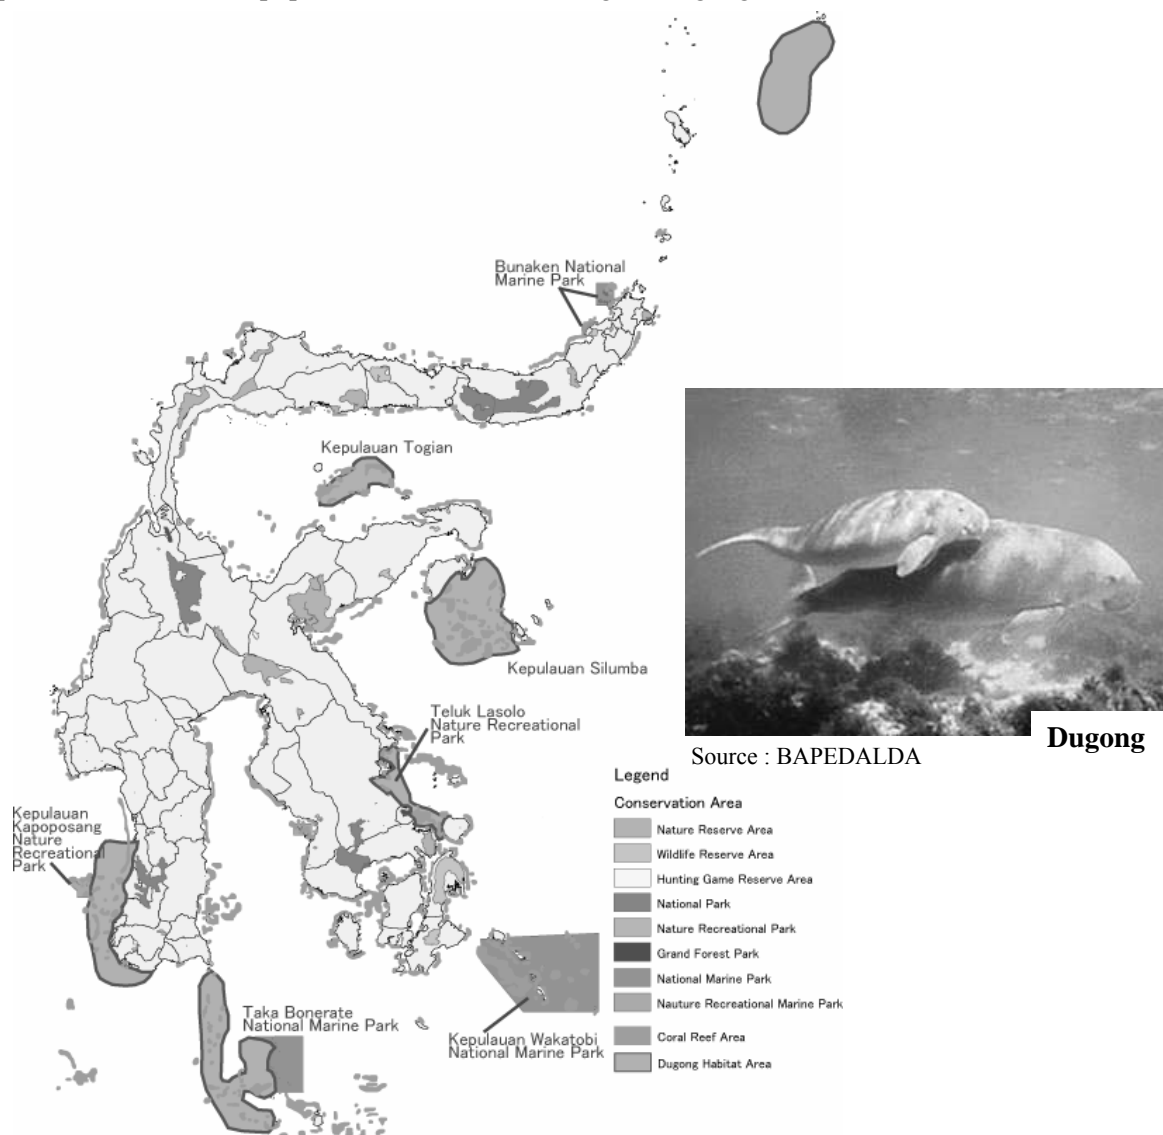 Bunaken National
Marine Park
Kepulauan Togian
Kepulauan Silumba
Teluk Lasolo
Nature Recreational
Park
Kepulauan
Kapoposang
Nature
Recreational
Park
Taka Bonerate
National Marine Park
Kepulauan Wakatobi
National Marine Park
Dugong
Source : BAPEDALDA
Legend
Conservation Area
Nature Reserve Area
Wildlife Reserve Area
Hunting Game Reserve Area
National Park
Nature Recreational Park
Grand Forest Park
National Marine Park
Nauture Recreational Marine Park
Coral Reef Area
Dugong Habitat Area